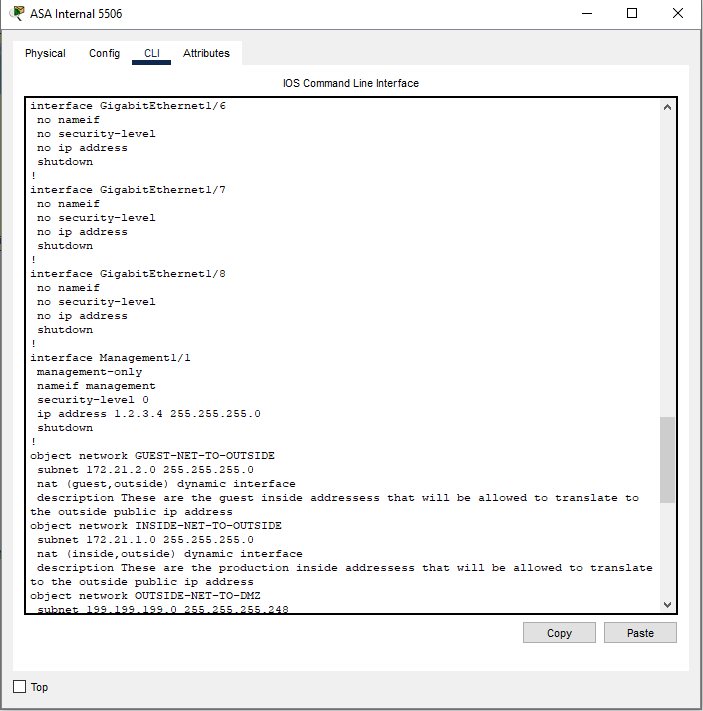 ASA Internal 5506
Physical Config CLI Attributes
IOS Command Line Interface
interface GigabitEthernet1/6
no nameif
no security-level
no ip address
shutdown
!
interface GigabitEthernet1/7
no nameif
no security-level
no ip address
shutdown
!
interface GigabitEthernet1/8
no nameif
no security-level
no ip address
shutdown
!
interface Management1/1
management-only
nameif management
security-level 0
ip address 1.2.3.4 255.255.255.0
shutdown
!
object network GUEST-NET-TO-OUTSIDE
subnet 172.21.2.0 255.255.255.0
nat (guest,outside) dynamic interface
description These are the guest inside addressess that will be allowed to translate to
the outside public ip address
object network INSIDE-NET-TO-OUTSIDE
subnet 172.21.1.0 255.255.255.0
nat (inside,outside) dynamic interface
description These are the production inside addressess that will be allowed to translate
to the outside public ip address
object network OUTSIDE-NET-TO-DMZ
subnet 199.199.199.0 255.255.255.248
Copy Paste
Top